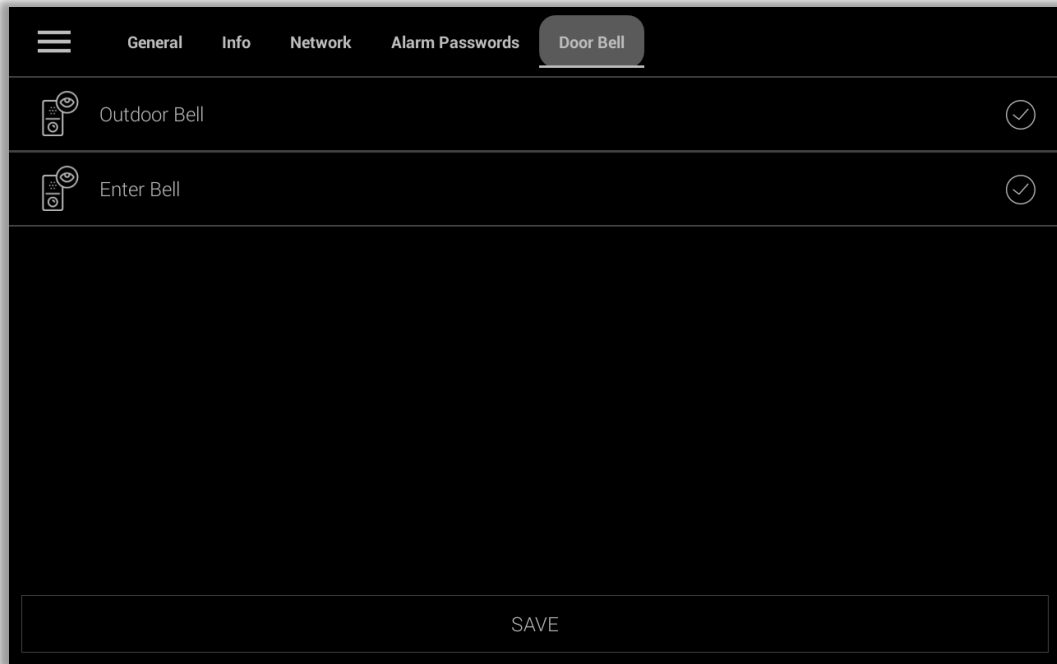 General Info Network Alarm Passwords Door Bell
Outdoor Bell
Enter Bell
SAVE